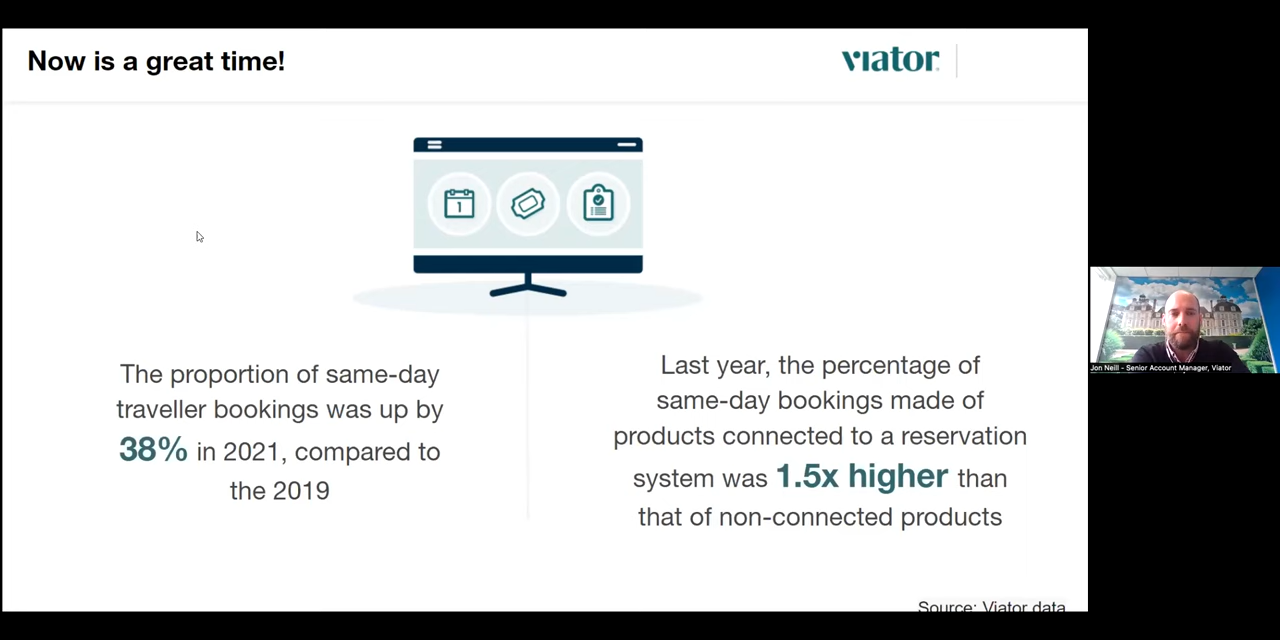 Now is a great time!
viator
1
The proportion of same-day
traveller bookings was up by
38% in 2021, compared to
the 2019
Last year, the percentage of
same-day bookings made of
products connected to a reservation
system was 1.5x higher than
that of non-connected products
Source: Viator data
Jon Neill - Senior Account Manager, Viator